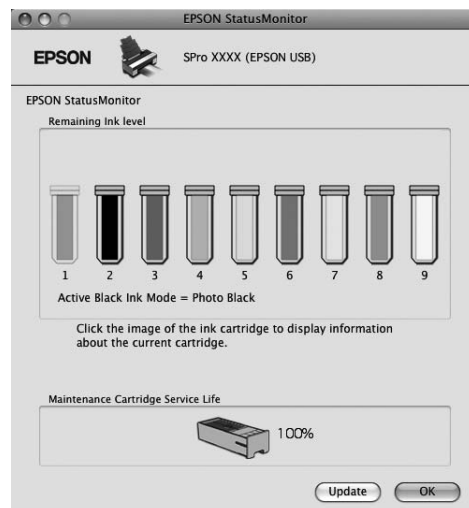 EPSON StatusMonitor
EPSON
SPro XXXX (EPSON USB)
EPSON StatusMonitor
Remaining Ink level
1 2 3 4 5 6 7 8 9
Active Black Ink Mode = Photo Black
Click the image of the ink cartridge to display information
about the current cartridge.
Maintenance Cartridge Service Life
100%
Update OK